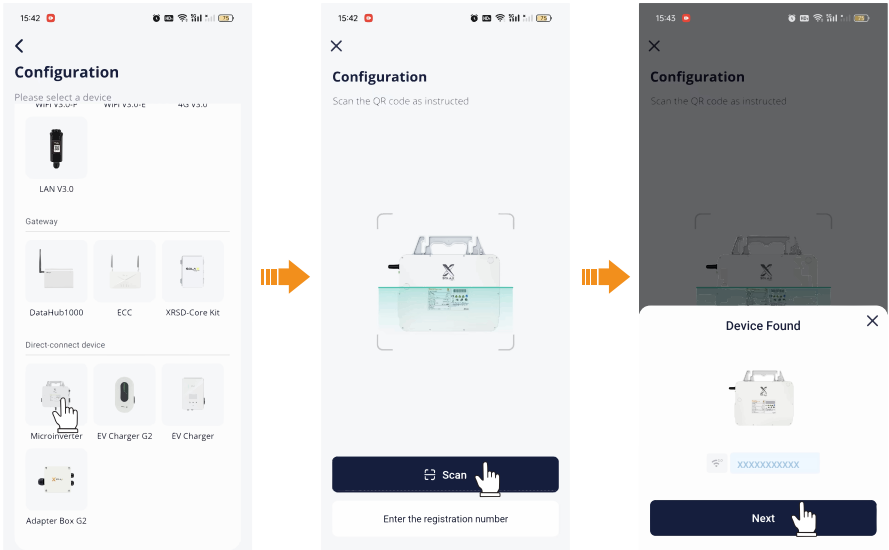 15:42
75
Configuration
Please select a device
WIFI V3.0-P
WIFI V3.0-E
4G V3.0
LAN V3.0
Gateway
DataHub1000
ECC
XRSD-Core Kit
Direct-connect device
Microinverter
EV Charger G2
EV Charger
Adapter Box G2
15:42
75
Configuration
Scan the QR code as instructed
Scan
Enter the registration number
15:43
75
Configuration
Scan the QR code as instructed
Device Found
XXXXXXXXXXX
Next